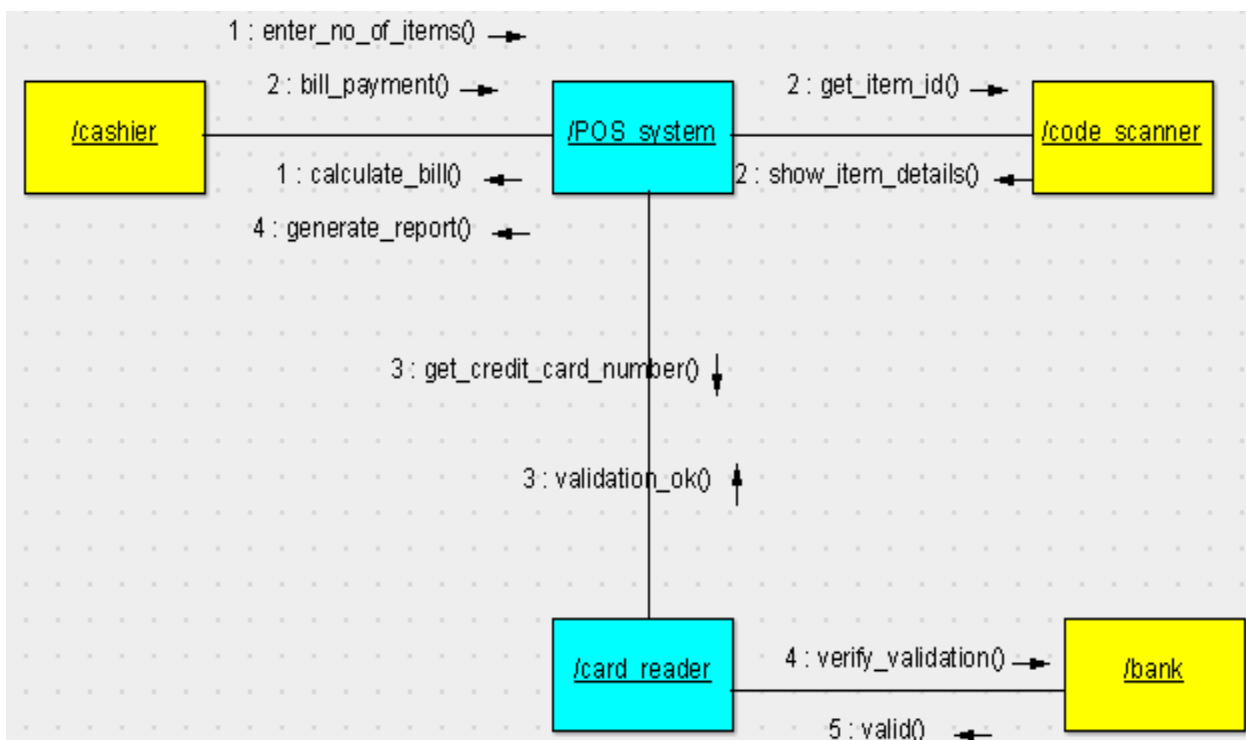 1 : enter_no_of_items()
2 : bill_payment()
2 : get_item_id()
/cashier
/POS_system
/code_scanner
1 : calculate_bill()
2 : show_item_details()
4 : generate_report()
3 : get_credit_card_number()
3 : validation_ok()
4 : verify_validation()
/card_reader
/bank
5 : valid()